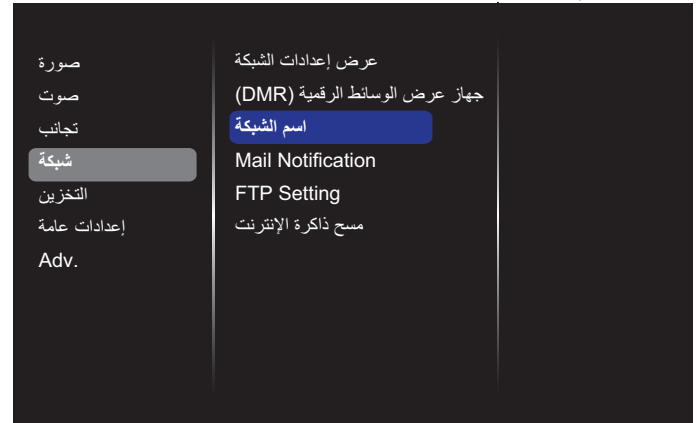 صورة
صوت
تجانب
شبكة
التخزين
إعدادات عامة
Adv.
عرض إعدادات الشبكة
جهاز عرض الوسائط الرقمية (DMR)
اسم الشبكة
Mail Notification
FTP Setting
مسح ذاكرة الإنترنت